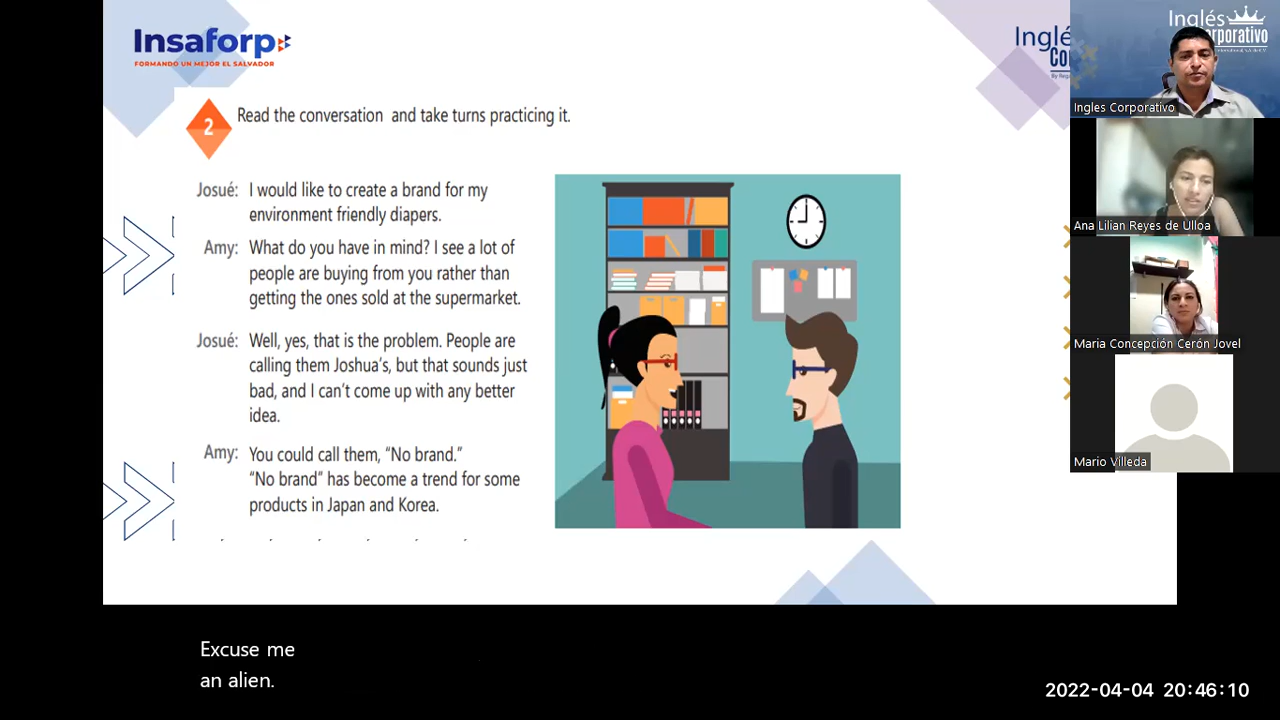 Insaforp
FORMANDO UN MEJOR EL SALVADOR
2
Read the conversation and take turns practicing it.
Josué: I would like to create a brand for my
environment friendly diapers.
Amy: What do you have in mind? I see a lot of
people are buying from you rather than
getting the ones sold at the supermarket.
Josué: Well, yes, that is the problem. People are
calling them Joshua's, but that sounds just
bad, and I can't come up with any better
idea.
Amy: You could call them, “No brand.”
“No brand” has become a trend for some
products in Japan and Korea.
Inglés
Ingles Corporativo
Ana Lilian Reyes de Ulloa
Maria Concepción Cerón Jovel
Mario Villeda
Excuse me
an alien.
2022-04-04 20:46:10